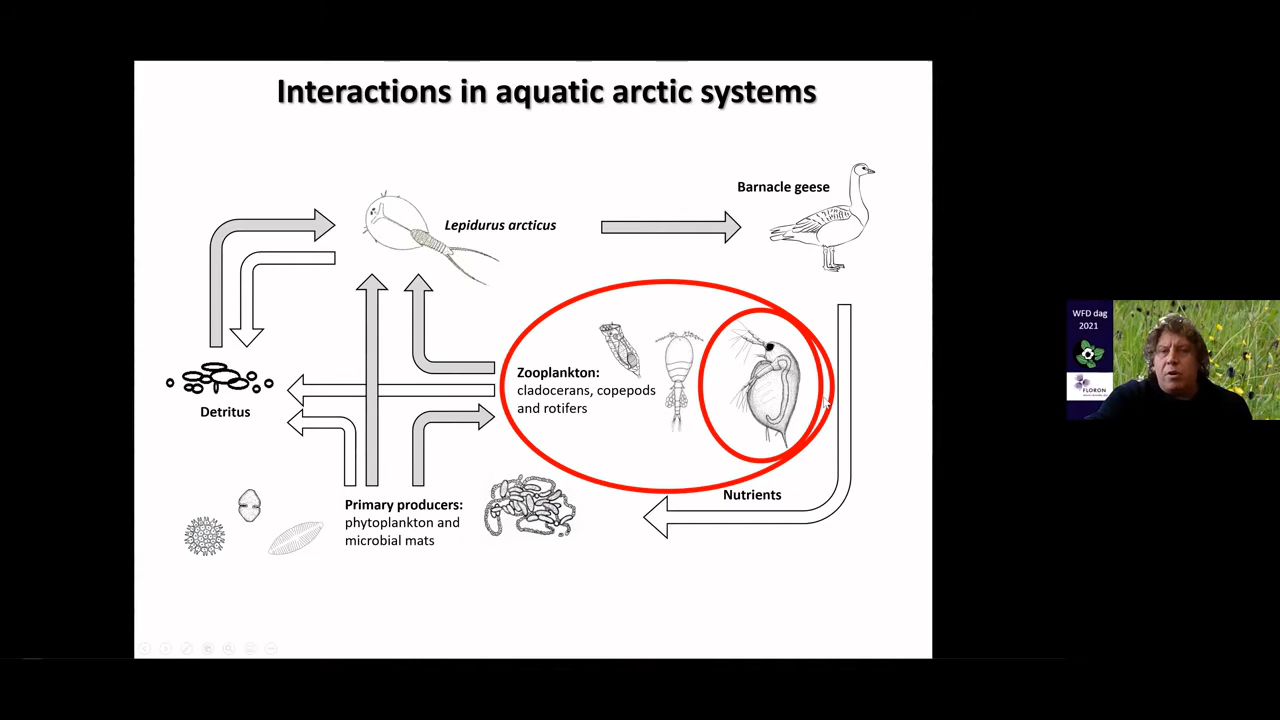 Interactions in aquatic arctic systems
Barnacle geese
Lepidurus arcticus
Zooplankton:
cladocerans, copepods
and rotifers
Detritus
Nutrients
Primary producers:
phytoplankton and
microbial mats
WFD dag
2021
FLORON